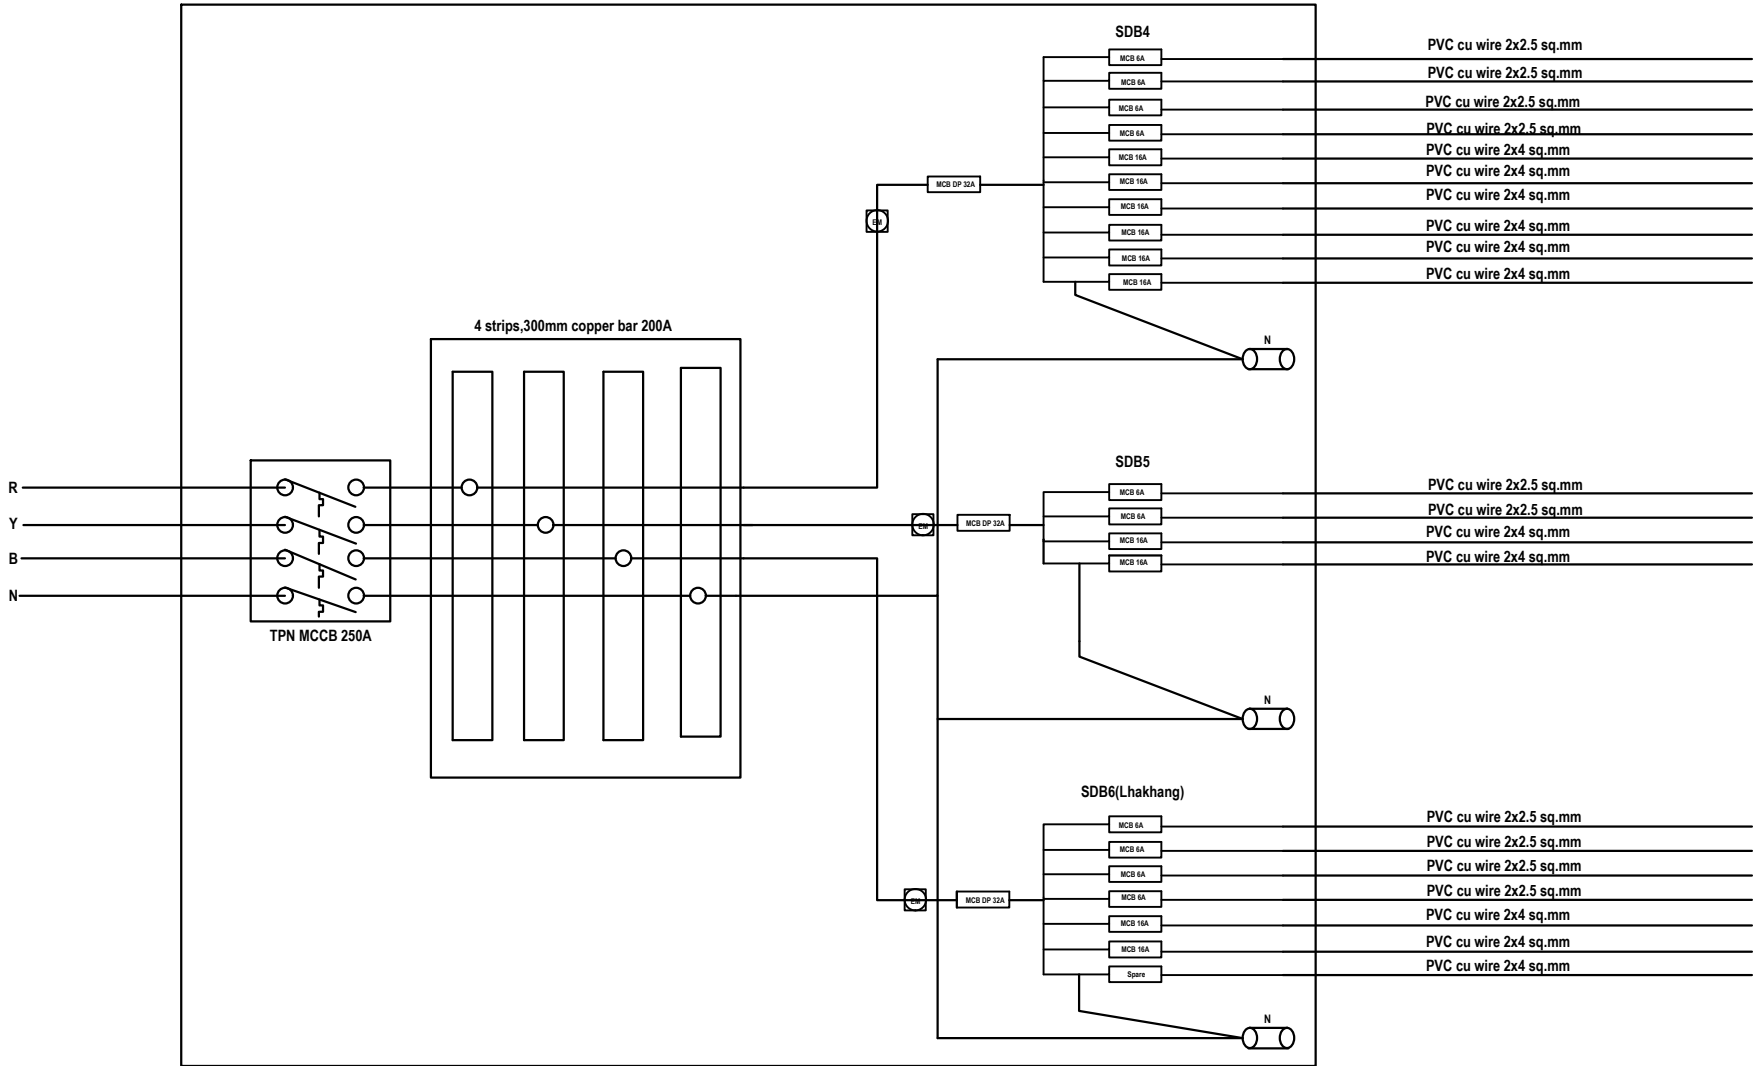 SDB4
MCB 6A
PVC cu wire 2x2.5 sq.mm
MCB 6A
PVC cu wire 2x2.5 sq.mm
MCB 6A
PVC cu wire 2x2.5 sq.mm
MCB 6A
PVC cu wire 2x2.5 sq.mm
MCB 16A
PVC cu wire 2x4 sq.mm
MCB DP 32A
MCB 16A
PVC cu wire 2x4 sq.mm
MCB 16A
PVC cu wire 2x4 sq.mm
EM
MCB 16A
PVC cu wire 2x4 sq.mm
MCB 16A
PVC cu wire 2x4 sq.mm
MCB 16A
PVC cu wire 2x4 sq.mm
4 strips,300mm copper bar 200A
N
SDB5
R
MCB 6A
PVC cu wire 2x2.5 sq.mm
Y
EM
MCB DP 32A
MCB 6A
PVC cu wire 2x2.5 sq.mm
MCB 16A
PVC cu wire 2x4 sq.mm
B
MCB 16A
PVC cu wire 2x4 sq.mm
N
TPN MCCB 250A
N
SDB6(Lhakhang)
MCB 6A
PVC cu wire 2x2.5 sq.mm
MCB 6A
PVC cu wire 2x2.5 sq.mm
MCB 6A
PVC cu wire 2x2.5 sq.mm
EM
MCB DP 32A
MCB 6A
PVC cu wire 2x2.5 sq.mm
MCB 16A
PVC cu wire 2x4 sq.mm
MCB 16A
PVC cu wire 2x4 sq.mm
Spare
PVC cu wire 2x4 sq.mm
N